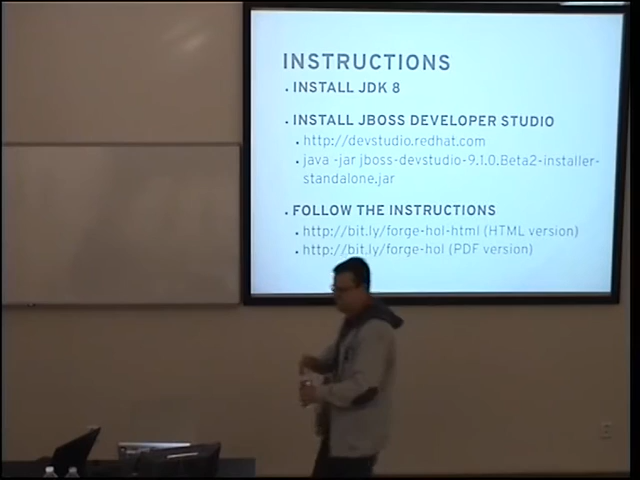 INSTRUCTIONS
• INSTALL JDK 8
• INSTALL JBOSS DEVELOPER STUDIO
• http://devstudio.redhat.com
• java -jar jboss-devstudio-9.1.0.Beta2-installer-
standalone.jar
• FOLLOW THE INSTRUCTIONS
• http://bit.ly/forge-hol-html (HTML version)
• http://bit.ly/forge-hol (PDF version)